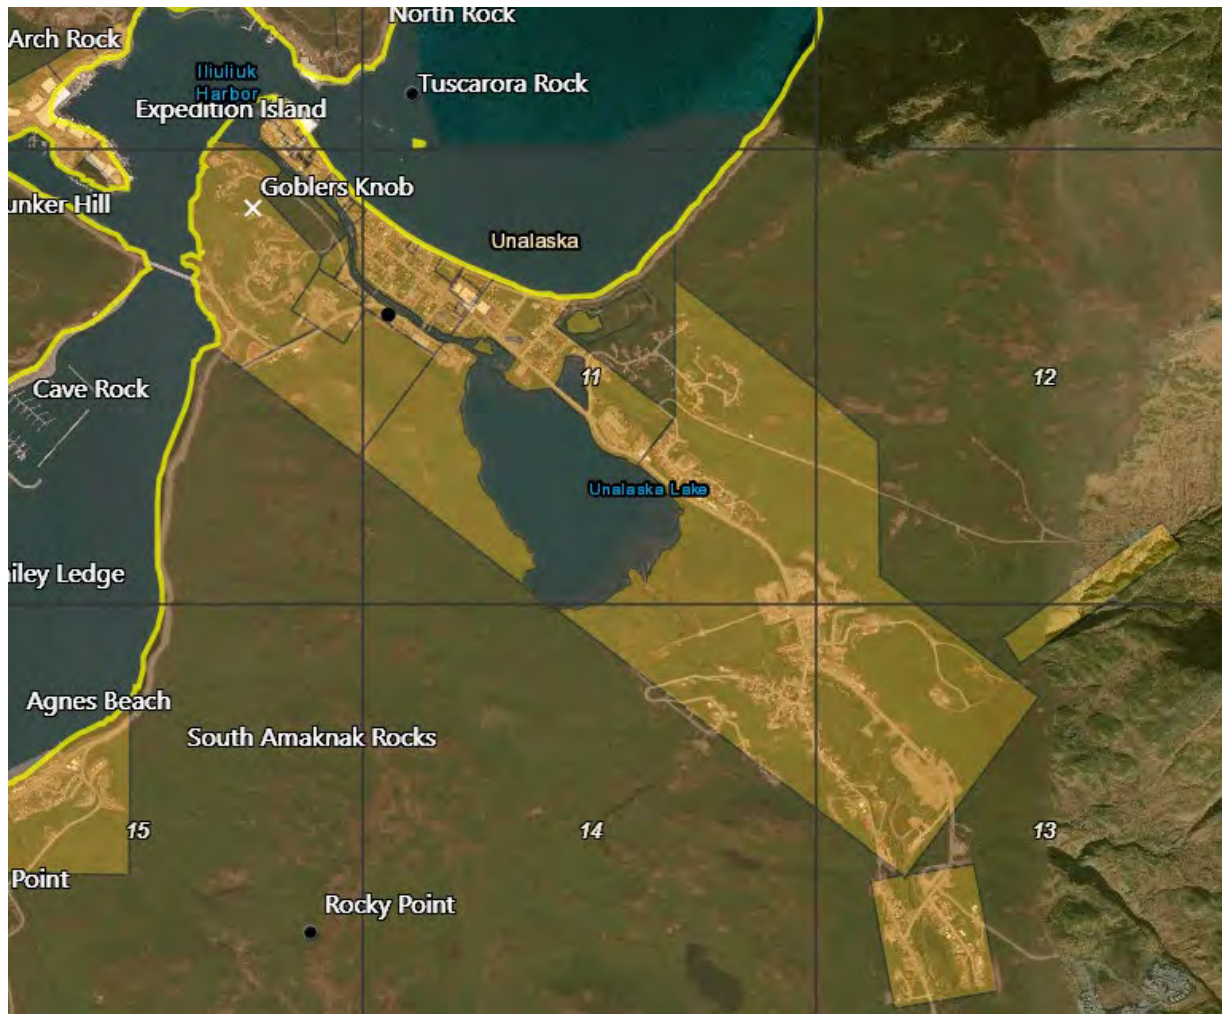 North Rock
Arch Rock
Iliuliuk
Harbor
Tuscarora Rock
Expedition Island
Goblers Knob
unker Hill
Unalaska
11
12
Cave Rock
Unalaska Lake
iley Ledge
Agnes Beach
South Amaknak Rocks
15
14
13
Point
Rocky Point